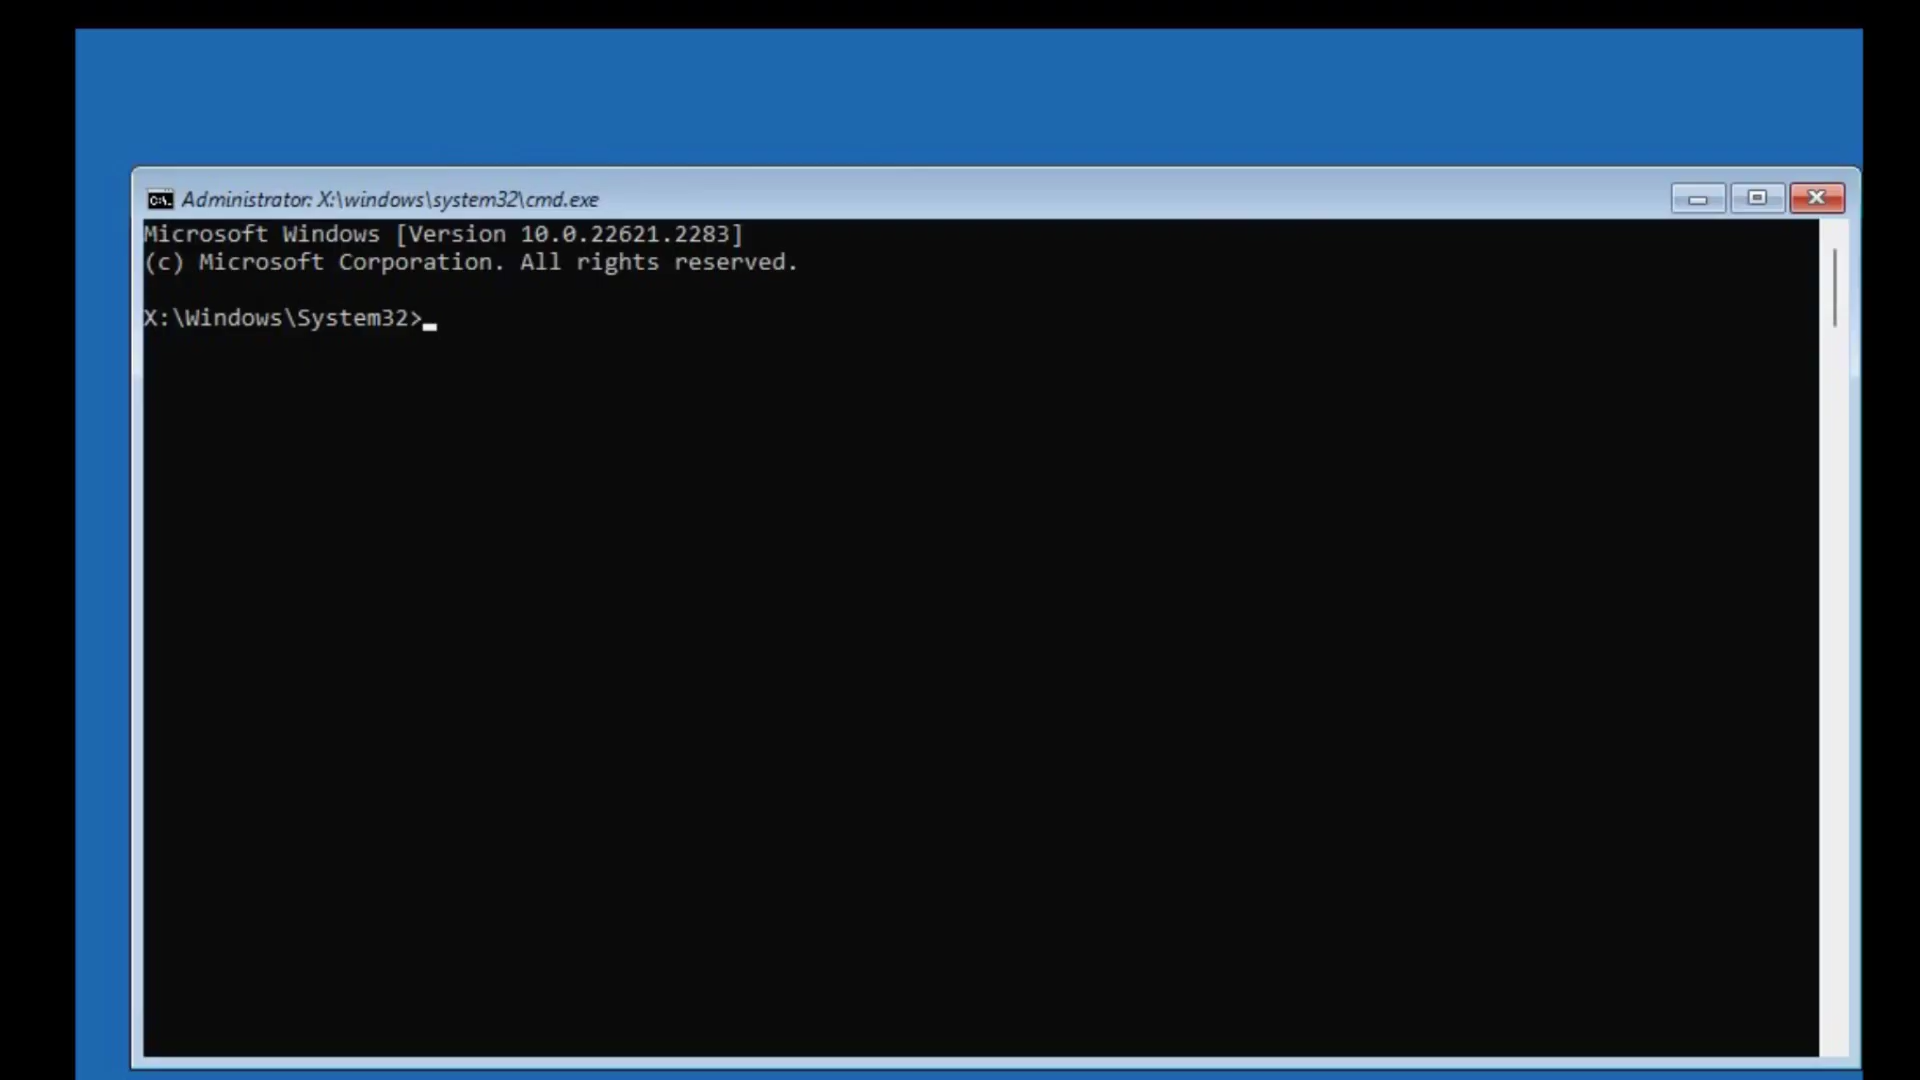 Administrator: X:\windows\system32\cmd.exe
Microsoft Windows [Version 10.0.22621.2283]
(c) Microsoft Corporation. All rights reserved.
X:\Windows\System32>